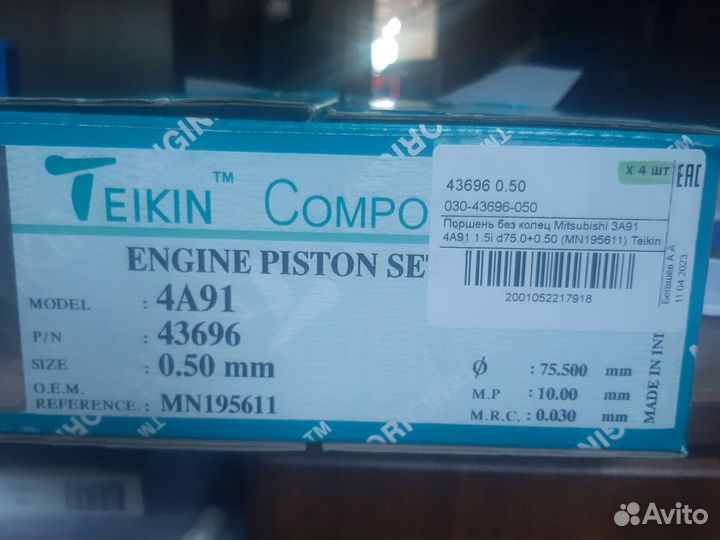 TEIKIN™ COMPO
ENGINE PISTON SE
MODEL : 4A91
P/N : 43696
SIZE : 0.50 mm
O.E.M. REFERENCE. : MN195611
ϕ : 75.500 mm
M.P : 10.00 mm
M.R.C. : 0.030 mm
MADE IN IN
43696 0.50
x 4 шт
EAC
030-43696-050
Поршень без колец Mitsubishi 3A91
4A91 1.5i d75.0+0.50 (MN195611) Teikin
2001052217918
Бегашев А.А
11.04.2023
Avito